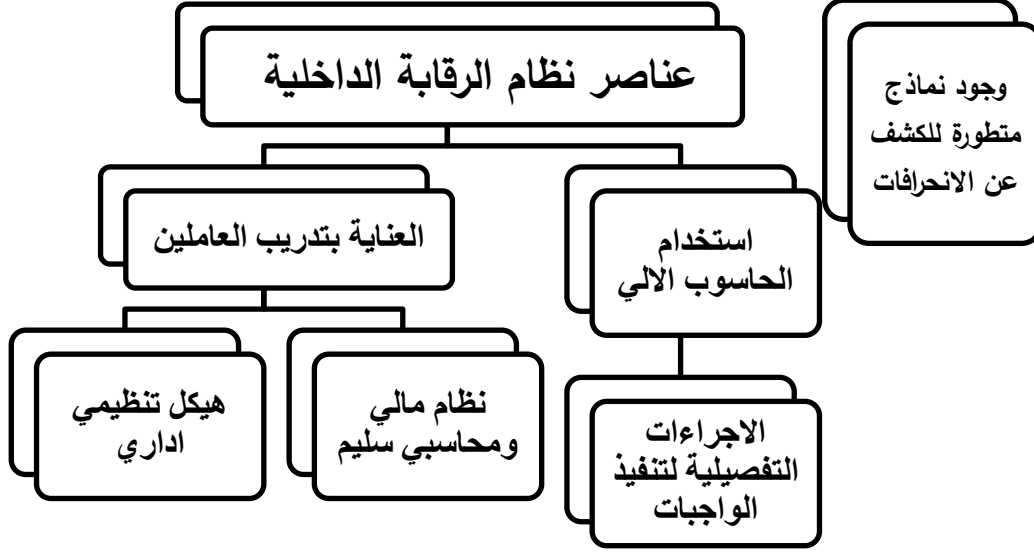 عناصر نظام الرقابة الداخلية
وجود نماذج
متطورة للكشف
عن الانحرافات
استخدام
الحاسوب الالي
العناية بتدريب العاملين
الاجراءات
التفصيلية لتنفيذ
الواجبات
نظام مالي
ومحاسبي سليم
هيكل تنظيمي
اداري